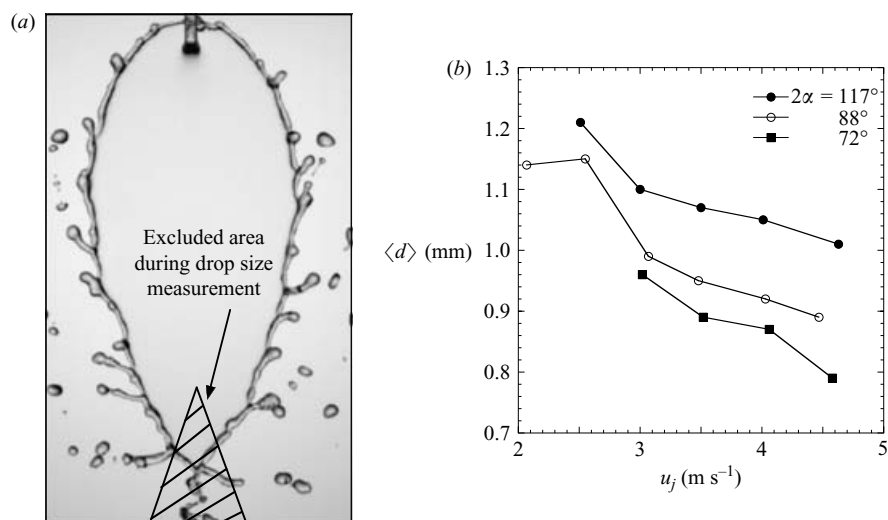 (a)
Excluded area
during drop size
measurement
(b)
1.3
1.2
1.1
1.0
0.9
0.8
0.7
⟨d⟩ (mm)
2α = 117°
88°
72°
2 3 4 5
u_j (m s⁻¹)